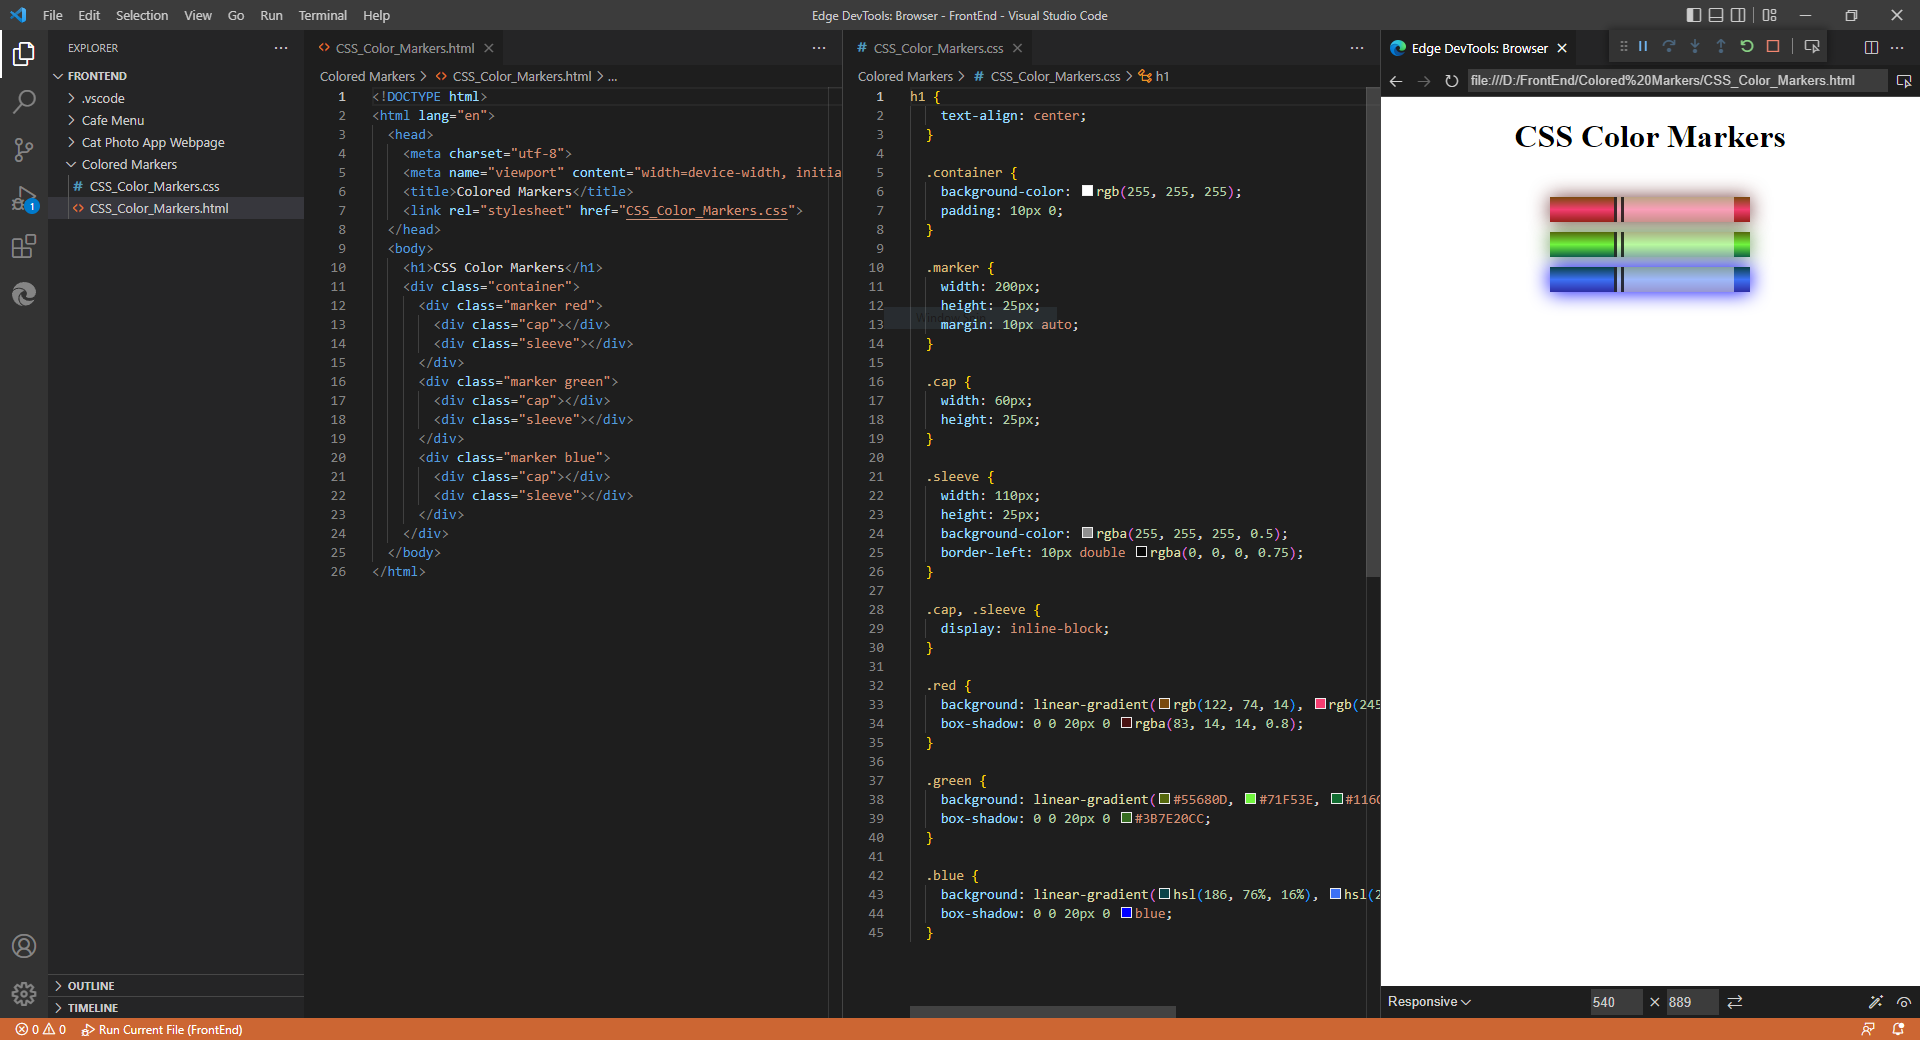 File Edit Selection View Go Run Terminal Help
Edge DevTools: Browser - FrontEnd - Visual Studio Code
EXPLORER
FRONTEND
.vscode
Cafe Menu
Cat Photo App Webpage
Colored Markers
# CSS_Color_Markers.css
<> CSS_Color_Markers.html
OUTLINE
TIMELINE
1
<> CSS_Color_Markers.html
Colored Markers > <> CSS_Color_Markers.html > ...
1 <!DOCTYPE html>
2 <html lang="en">
3 <head>
4 <meta charset="utf-8">
5 <meta name="viewport" content="width=device-width, initia
6 <title>Colored Markers</title>
7 <link rel="stylesheet" href="CSS_Color_Markers.css">
8 </head>
9 <body>
10 <h1>CSS Color Markers</h1>
11 <div class="container">
12 <div class="marker red">
13 <div class="cap"></div>
14 <div class="sleeve"></div>
15 </div>
16 <div class="marker green">
17 <div class="cap"></div>
18 <div class="sleeve"></div>
19 </div>
20 <div class="marker blue">
21 <div class="cap"></div>
22 <div class="sleeve"></div>
23 </div>
24 </div>
25 </body>
26 </html>
# CSS_Color_Markers.css
Colored Markers > # CSS_Color_Markers.css > h1
1 h1 {
2 text-align: center;
3 }
4
5 .container {
6 background-color: rgb(255, 255, 255);
7 padding: 10px 0;
8 }
9
10 .marker {
11 width: 200px;
12 height: 25px;
13 margin: 10px auto;
14 }
15
16 .cap {
17 width: 60px;
18 height: 25px;
19 }
20
21 .sleeve {
22 width: 110px;
23 height: 25px;
24 background-color: rgba(255, 255, 255, 0.5);
25 border-left: 10px double rgba(0, 0, 0, 0.75);
26 }
27
28 .cap, .sleeve {
29 display: inline-block;
30 }
31
32 .red {
33 background: linear-gradient(rgb(122, 74, 14), rgb(245
34 box-shadow: 0 0 20px 0 rgba(83, 14, 14, 0.8);
35 }
36
37 .green {
38 background: linear-gradient(#55680D, #71F53E, #116C
39 box-shadow: 0 0 20px 0 #3B7E20CC;
40 }
41
42 .blue {
43 background: linear-gradient(hsl(186, 76%, 16%), hsl(2
44 box-shadow: 0 0 20px 0 blue;
45 }
Edge DevTools: Browser
file:///D:/FrontEnd/Colored%20Markers/CSS_Color_Markers.html
CSS Color Markers
Responsive 540 × 889
0 0 Run Current File (FrontEnd)